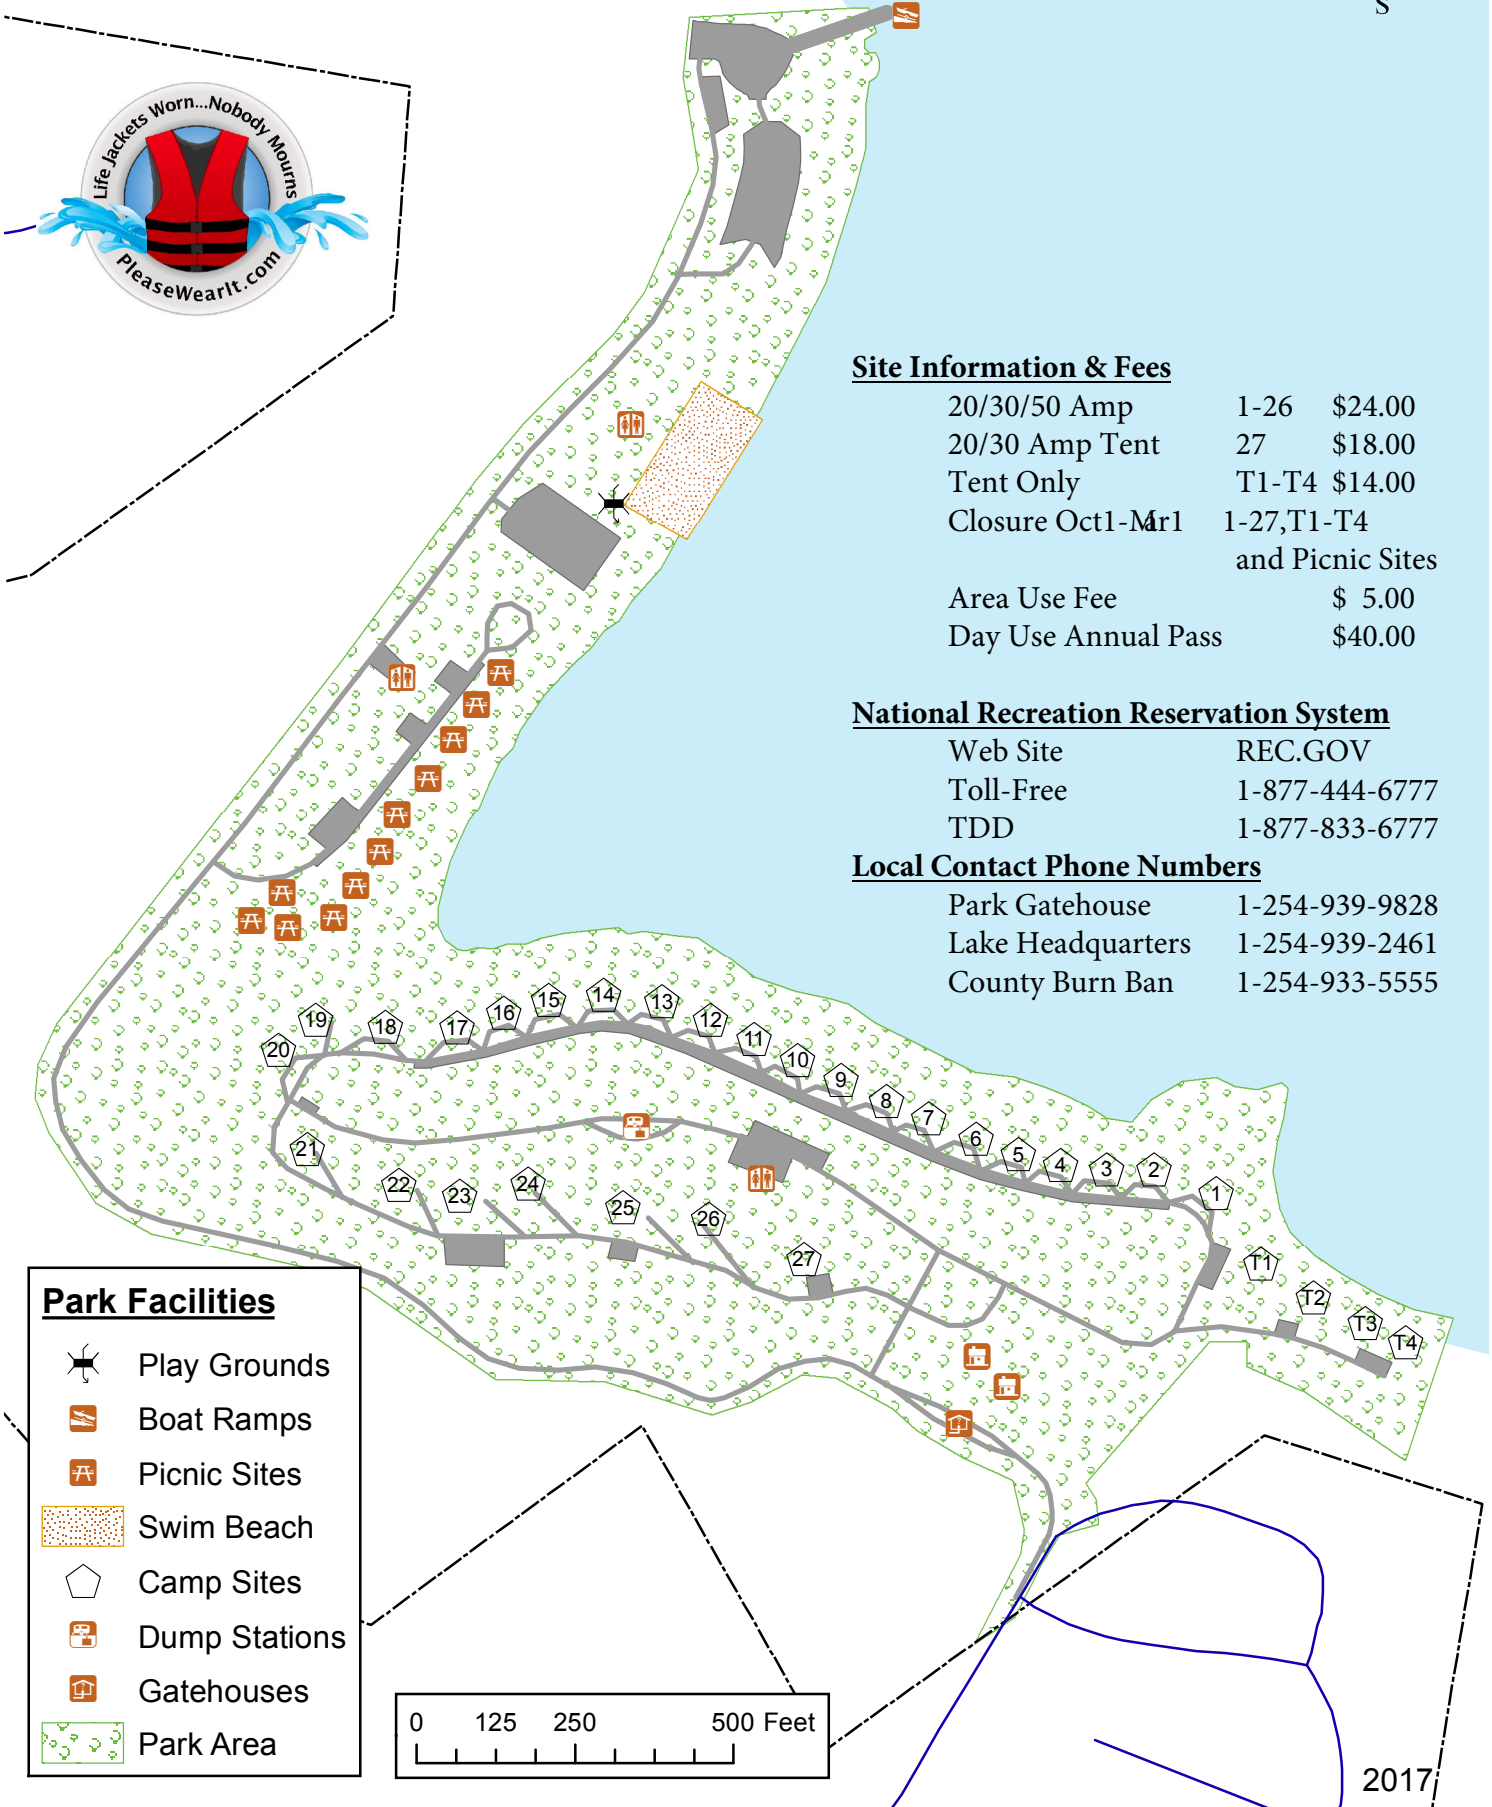 S
Life Jackets Worn...Nobody Mourns
PleaseWearIt.com
Site Information & Fees
20/30/50 Amp 1-26 $24.00
20/30 Amp Tent 27 $18.00
Tent Only T1-T4 $14.00
Closure Oct1-Mar1 1-27,T1-T4
and Picnic Sites
Area Use Fee $ 5.00
Day Use Annual Pass $40.00
National Recreation Reservation System
Web Site REC.GOV
Toll-Free 1-877-444-6777
TDD 1-877-833-6777
Local Contact Phone Numbers
Park Gatehouse 1-254-939-9828
Lake Headquarters 1-254-939-2461
County Burn Ban 1-254-933-5555
14
15
13
16
19
12
18
17
11
20
10
9
8
7
6
21
5
4
3
2
22
24
23
1
25
26
27
T1
T2
T3
T4
Park Facilities
Play Grounds
Boat Ramps
Picnic Sites
Swim Beach
Camp Sites
Dump Stations
Gatehouses
Park Area
0 125 250 500 Feet
2017